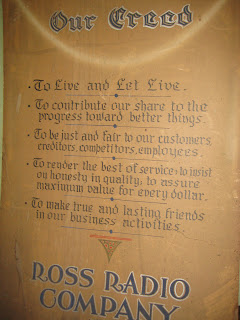 Our Creed
· To Live and Let Live.
· To contribute our share to the
progress toward better things.
· To be just and fair to our customers,
creditors, competitors, employees.
· To render the best of service; to insist
on honesty in quality; to assure
maximum value for every dollar.
· To make true and lasting friends
in our business activities.
ROSS RADIO
COMPANY